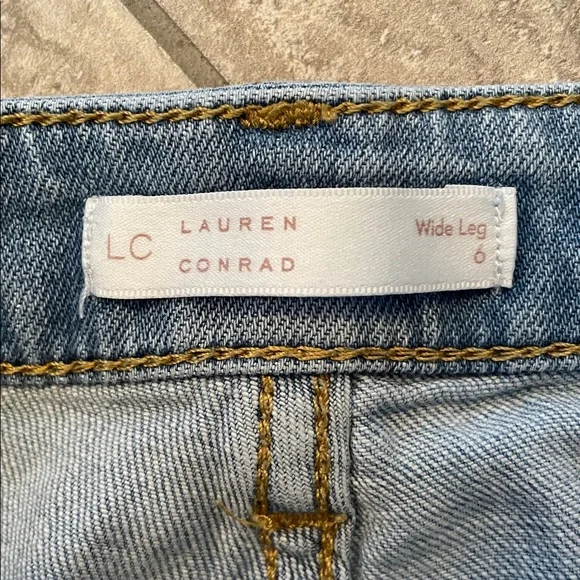 LC
LAUREN
CONRAD
Wide Leg
6